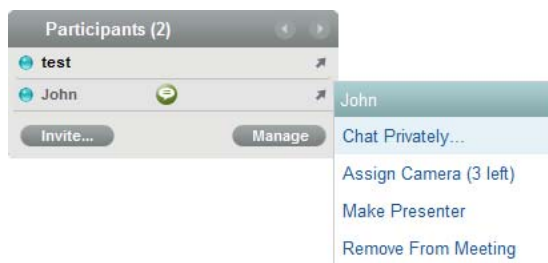 Participants (2)
test
John
Invite...
Manage
John
Chat Privately...
Assign Camera (3 left)
Make Presenter
Remove From Meeting